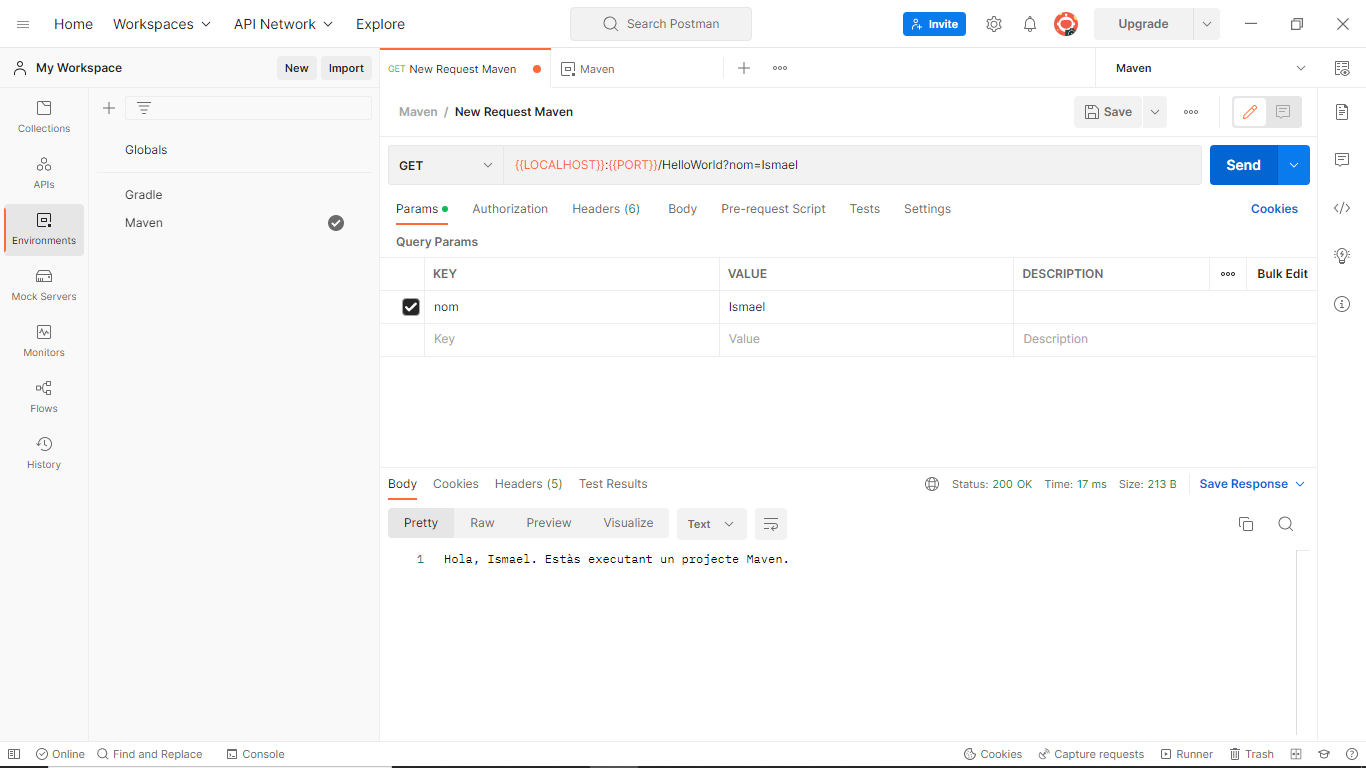 Home Workspaces API Network Explore Search Postman Invite Upgrade
My Workspace New Import GET New Request Maven Maven Maven
Collections
APIs
Environments
Mock Servers
Monitors
Flows
History
Globals
Gradle
Maven
Maven / New Request Maven Save
GET {{LOCALHOST}}:{{PORT}}/HelloWorld?nom=Ismael Send
Params Authorization Headers (6) Body Pre-request Script Tests Settings Cookies
Query Params
KEY VALUE DESCRIPTION Bulk Edit
nom Ismael
Key Value Description
Body Cookies Headers (5) Test Results Status: 200 OK Time: 17 ms Size: 213 B Save Response
Pretty Raw Preview Visualize Text
1 Hola, Ismael. Estàs executant un projecte Maven.
Online Find and Replace Console Cookies Capture requests Runner Trash